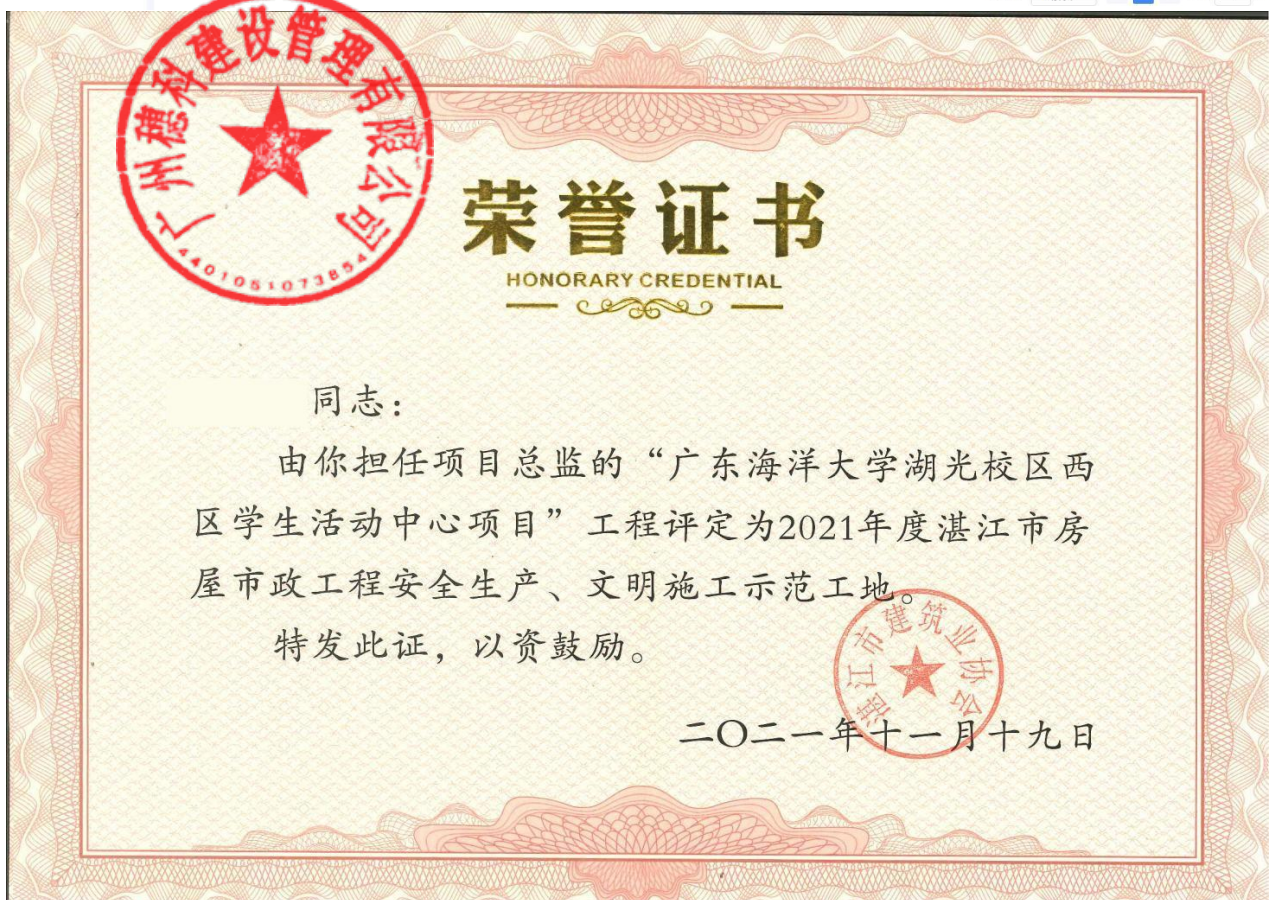 广州穗科建设管理有限公司
4401051073854
荣誉证书
HONORARY CREDENTIAL
同志：
由你担任项目总监的“广东海洋大学湖光校区西
区学生活动中心项目”工程评定为2021年度湛江市房
屋市政工程安全生产、文明施工示范工地。
特发此证，以资鼓励。
湛江市建筑业协会
二〇二一年十一月十九日